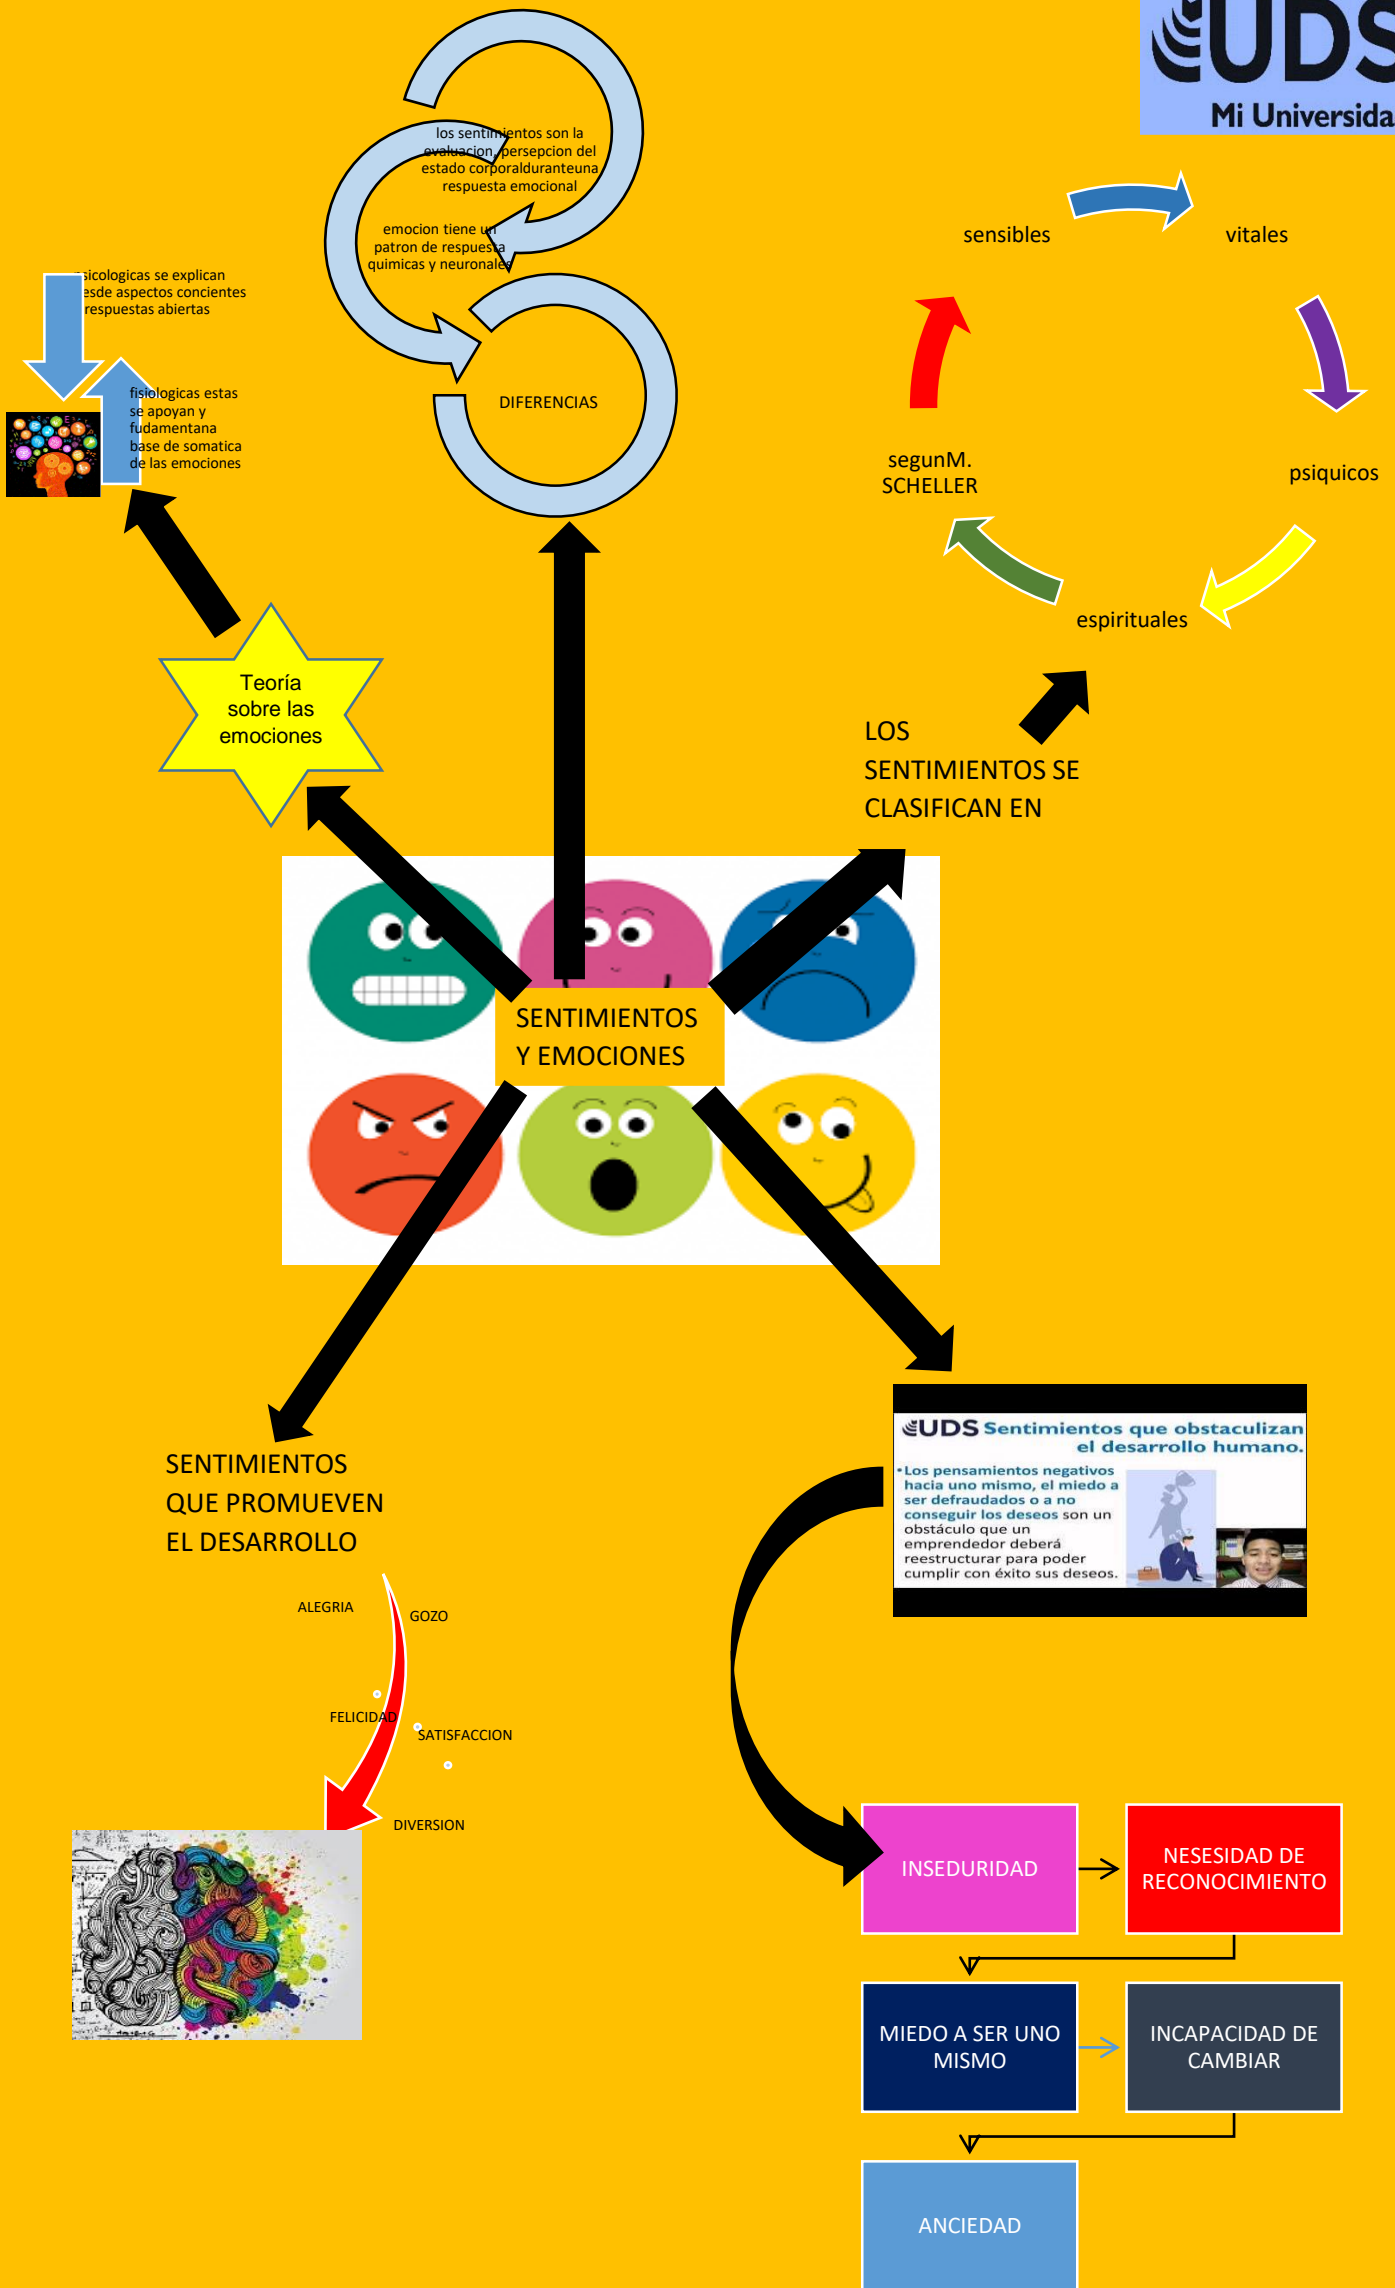 UDS
Mi Universida
los sentimientos son la
evaluacion, persepcion del
estado corporalduranteuna
respuesta emocional
emocion tiene un
patron de respuesta
quimicas y neuronales
DIFERENCIAS
sicologicas se explican
esde aspectos concientes
respuestas abiertas
fisiologicas estas
se apoyan y
fudamentana
base de somatica
de las emociones
Teoría
sobre las
emociones
sensibles
vitales
psiquicos
espirituales
segunM.
SCHELLER
LOS
SENTIMIENTOS SE
CLASIFICAN EN
SENTIMIENTOS
Y EMOCIONES
SENTIMIENTOS
QUE PROMUEVEN
EL DESARROLLO
ALEGRIA
GOZO
FELICIDAD
SATISFACCION
DIVERSION
UDS Sentimientos que obstaculizan
el desarrollo humano.
•Los pensamientos negativos
hacia uno mismo, el miedo a
ser defraudados o a no
conseguir los deseos son un
obstáculo que un
emprendedor deberá
reestructurar para poder
cumplir con éxito sus deseos.
INSEDURIDAD
NESESIDAD DE
RECONOCIMIENTO
MIEDO A SER UNO
MISMO
INCAPACIDAD DE
CAMBIAR
ANCIEDAD